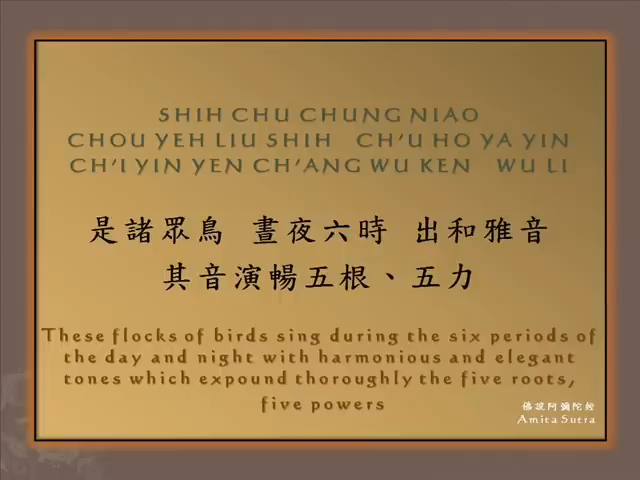 SHIH CHU CHUNG NIAO
CHOU YEH LIU SHIH CH'U HO YA YIN
CH'I YIN YEN CH'ANG WU KEN WU LI
是諸眾鳥 晝夜六時 出和雅音
其音演暢五根、五力
These flocks of birds sing during the six periods of
the day and night with harmonious and elegant
tones which expound thoroughly the five roots,
five powers
佛說阿彌陀經
Amita Sutra